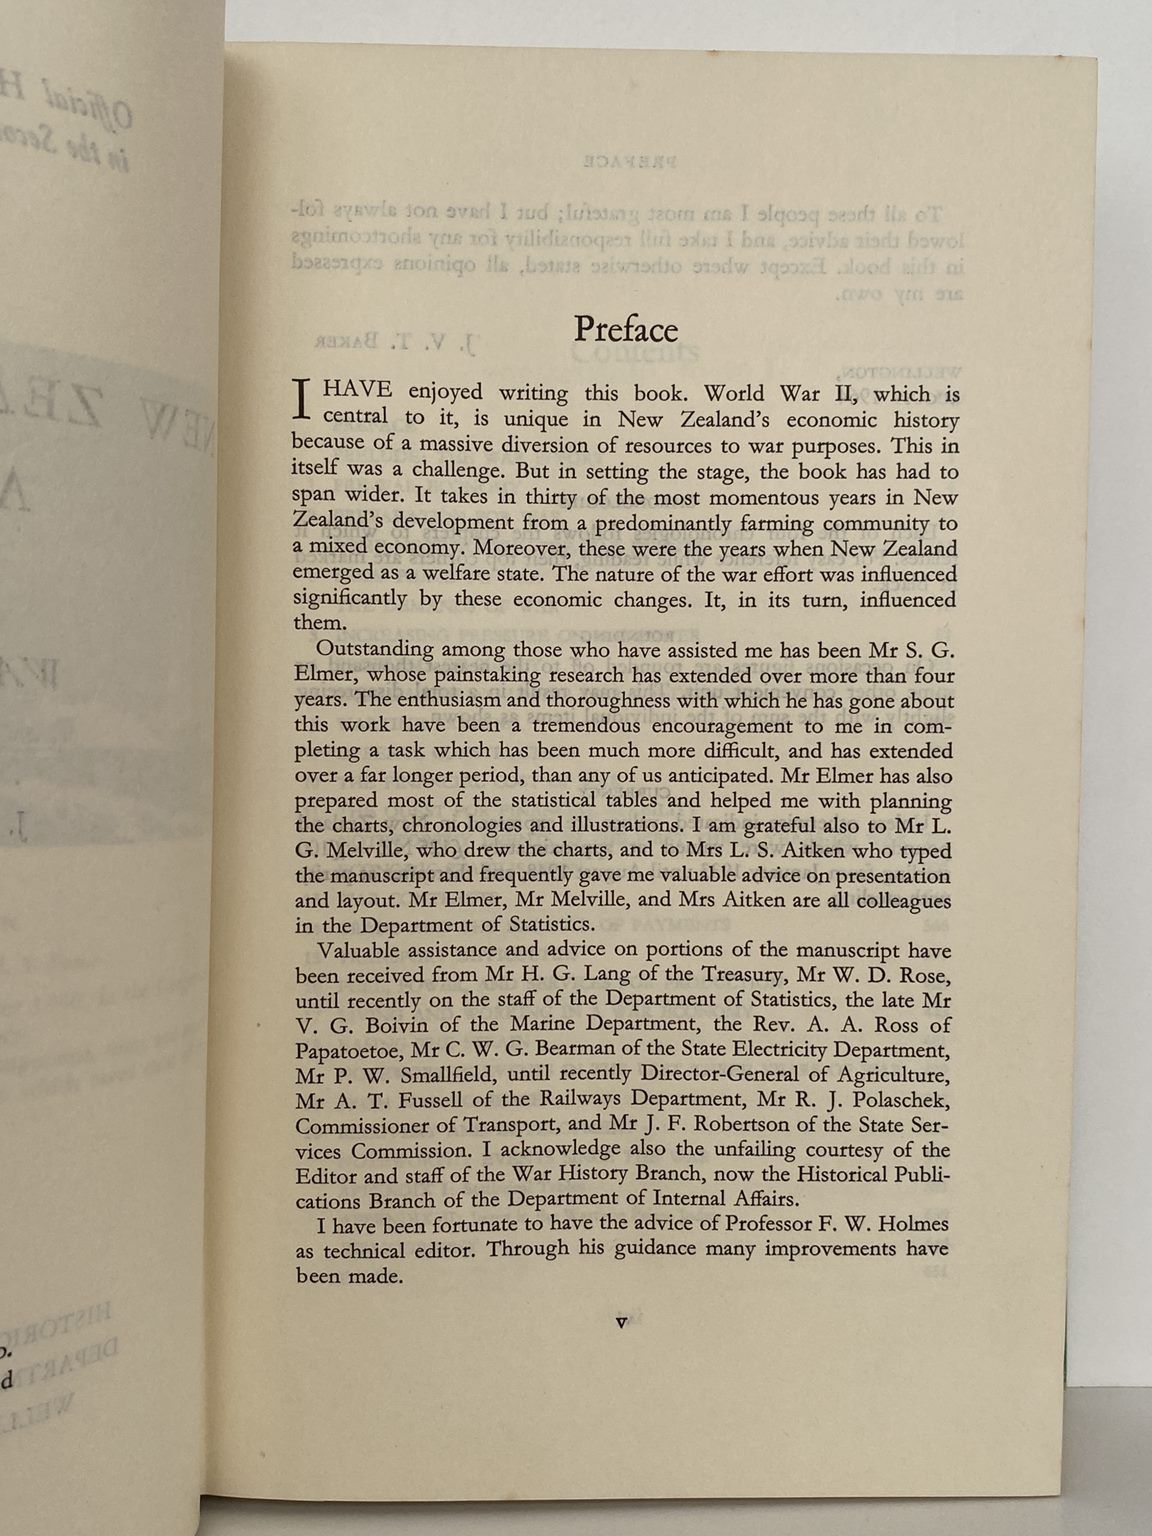 Preface
I HAVE enjoyed writing this book. World War II, which is
central to it, is unique in New Zealand's economic history
because of a massive diversion of resources to war purposes. This in
itself was a challenge. But in setting the stage, the book has had to
span wider. It takes in thirty of the most momentous years in New
Zealand's development from a predominantly farming community to
a mixed economy. Moreover, these were the years when New Zealand
emerged as a welfare state. The nature of the war effort was influenced
significantly by these economic changes. It, in its turn, influenced
them.
Outstanding among those who have assisted me has been Mr S. G.
Elmer, whose painstaking research has extended over more than four
years. The enthusiasm and thoroughness with which he has gone about
this work have been a tremendous encouragement to me in com-
pleting a task which has been much more difficult, and has extended
over a far longer period, than any of us anticipated. Mr Elmer has also
prepared most of the statistical tables and helped me with planning
the charts, chronologies and illustrations. I am grateful also to Mr L.
G. Melville, who drew the charts, and to Mrs L. S. Aitken who typed
the manuscript and frequently gave me valuable advice on presentation
and layout. Mr Elmer, Mr Melville, and Mrs Aitken are all colleagues
in the Department of Statistics.
Valuable assistance and advice on portions of the manuscript have
been received from Mr H. G. Lang of the Treasury, Mr W. D. Rose,
until recently on the staff of the Department of Statistics, the late Mr
V. G. Boivin of the Marine Department, the Rev. A. A. Ross of
Papatoetoe, Mr C. W. G. Bearman of the State Electricity Department,
Mr P. W. Smallfield, until recently Director-General of Agriculture,
Mr A. T. Fussell of the Railways Department, Mr R. J. Polaschek,
Commissioner of Transport, and Mr J. F. Robertson of the State Ser-
vices Commission. I acknowledge also the unfailing courtesy of the
Editor and staff of the War History Branch, now the Historical Publi-
cations Branch of the Department of Internal Affairs.
I have been fortunate to have the advice of Professor F. W. Holmes
as technical editor. Through his guidance many improvements have
been made.
v